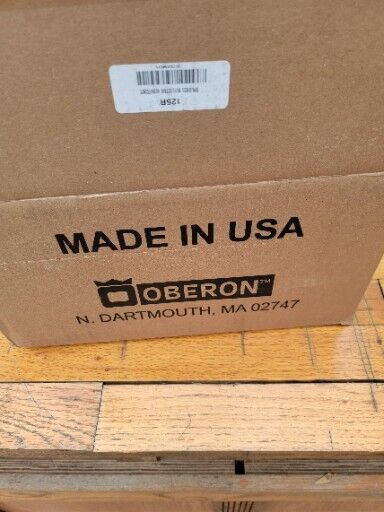 125R
MADE IN USA
OBERON™
N. DARTMOUTH, MA 02747